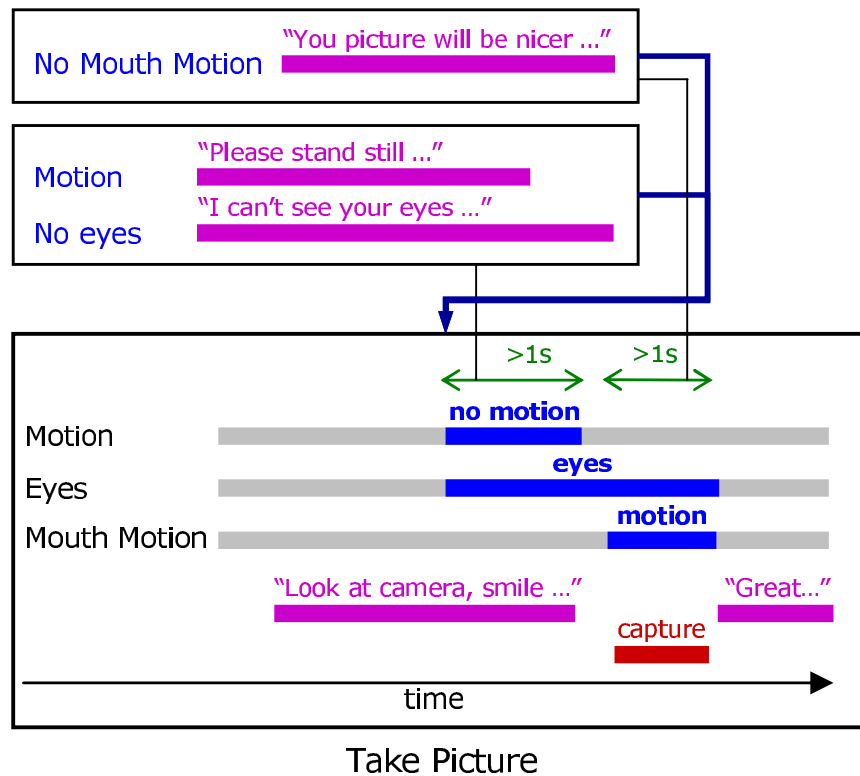 “You picture will be nicer ...”
No Mouth Motion
“Please stand still ...”
Motion
“I can’t see your eyes ...”
No eyes
>1s
>1s
no motion
Motion
eyes
Eyes
motion
Mouth Motion
“Look at camera, smile ...”
“Great...”
capture
time
Take Picture